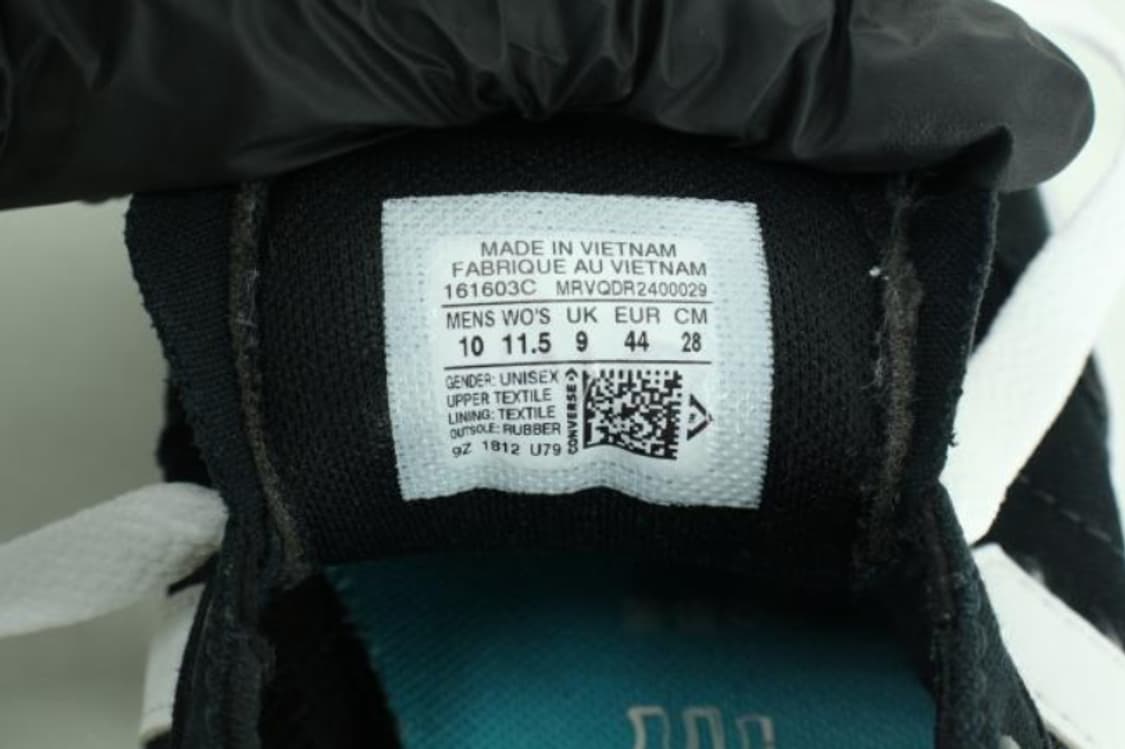 MADE IN VIETNAM
FABRIQUE AU VIETNAM
161603C MRVQDR2400029
MENS WO'S UK EUR CM
10 11.5 9 44 28
GENDER: UNISEX
UPPER TEXTILE
LINING: TEXTILE
OUTSOLE: RUBBER
9Z 1812 U79
CONVERSE